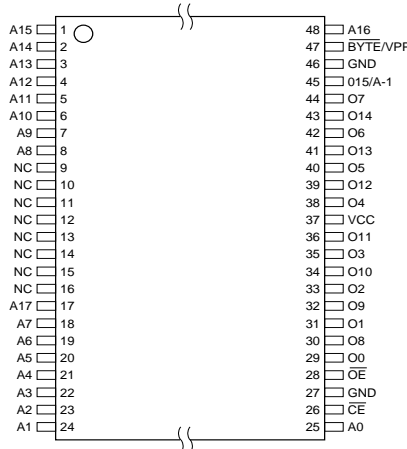 A15 1 48 A16
A14 2 47 BYTE/VPP
A13 3 46 GND
A12 4 45 015/A-1
A11 5 44 O7
A10 6 43 O14
A9 7 42 O6
A8 8 41 O13
NC 9 40 O5
NC 10 39 O12
NC 11 38 O4
NC 12 37 VCC
NC 13 36 O11
NC 14 35 O3
NC 15 34 O10
NC 16 33 O2
A17 17 32 O9
A7 18 31 O1
A6 19 30 O8
A5 20 29 O0
A4 21 28 OE
A3 22 27 GND
A2 23 26 CE
A1 24 25 A0